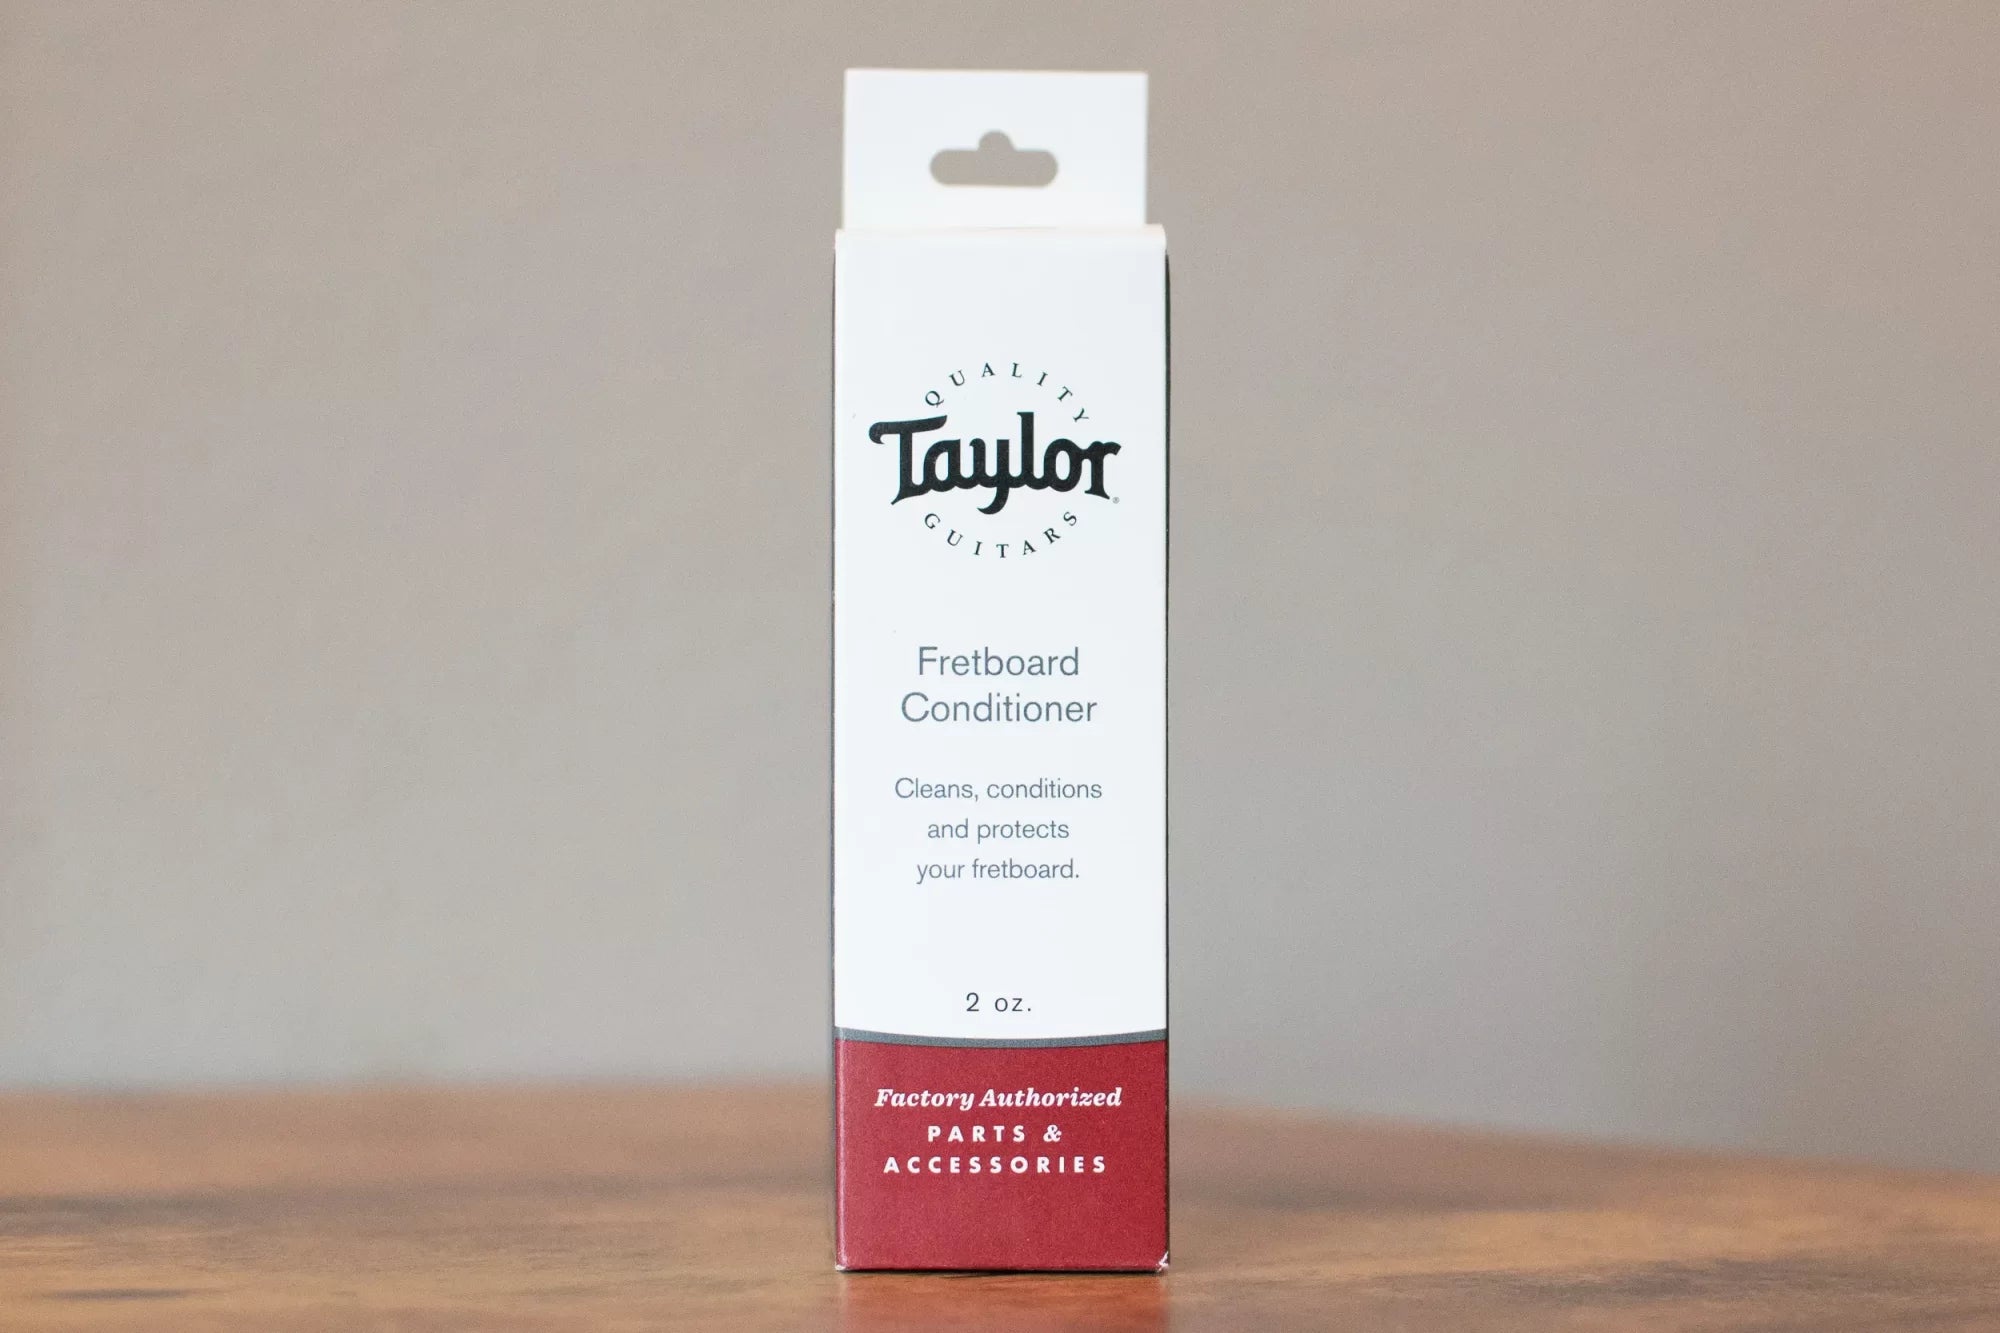 QUALITY
Taylor®
GUITARS
Fretboard
Conditioner
Cleans, conditions
and protects
your fretboard.
2 oz.
Factory Authorized
PARTS &
ACCESSORIES